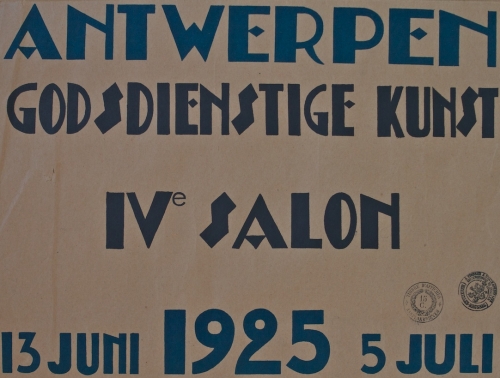 ANTWERPEN
GODSDIENSTIGE KUNST
IVe SALON
13 JUNI 1925 5 JULI